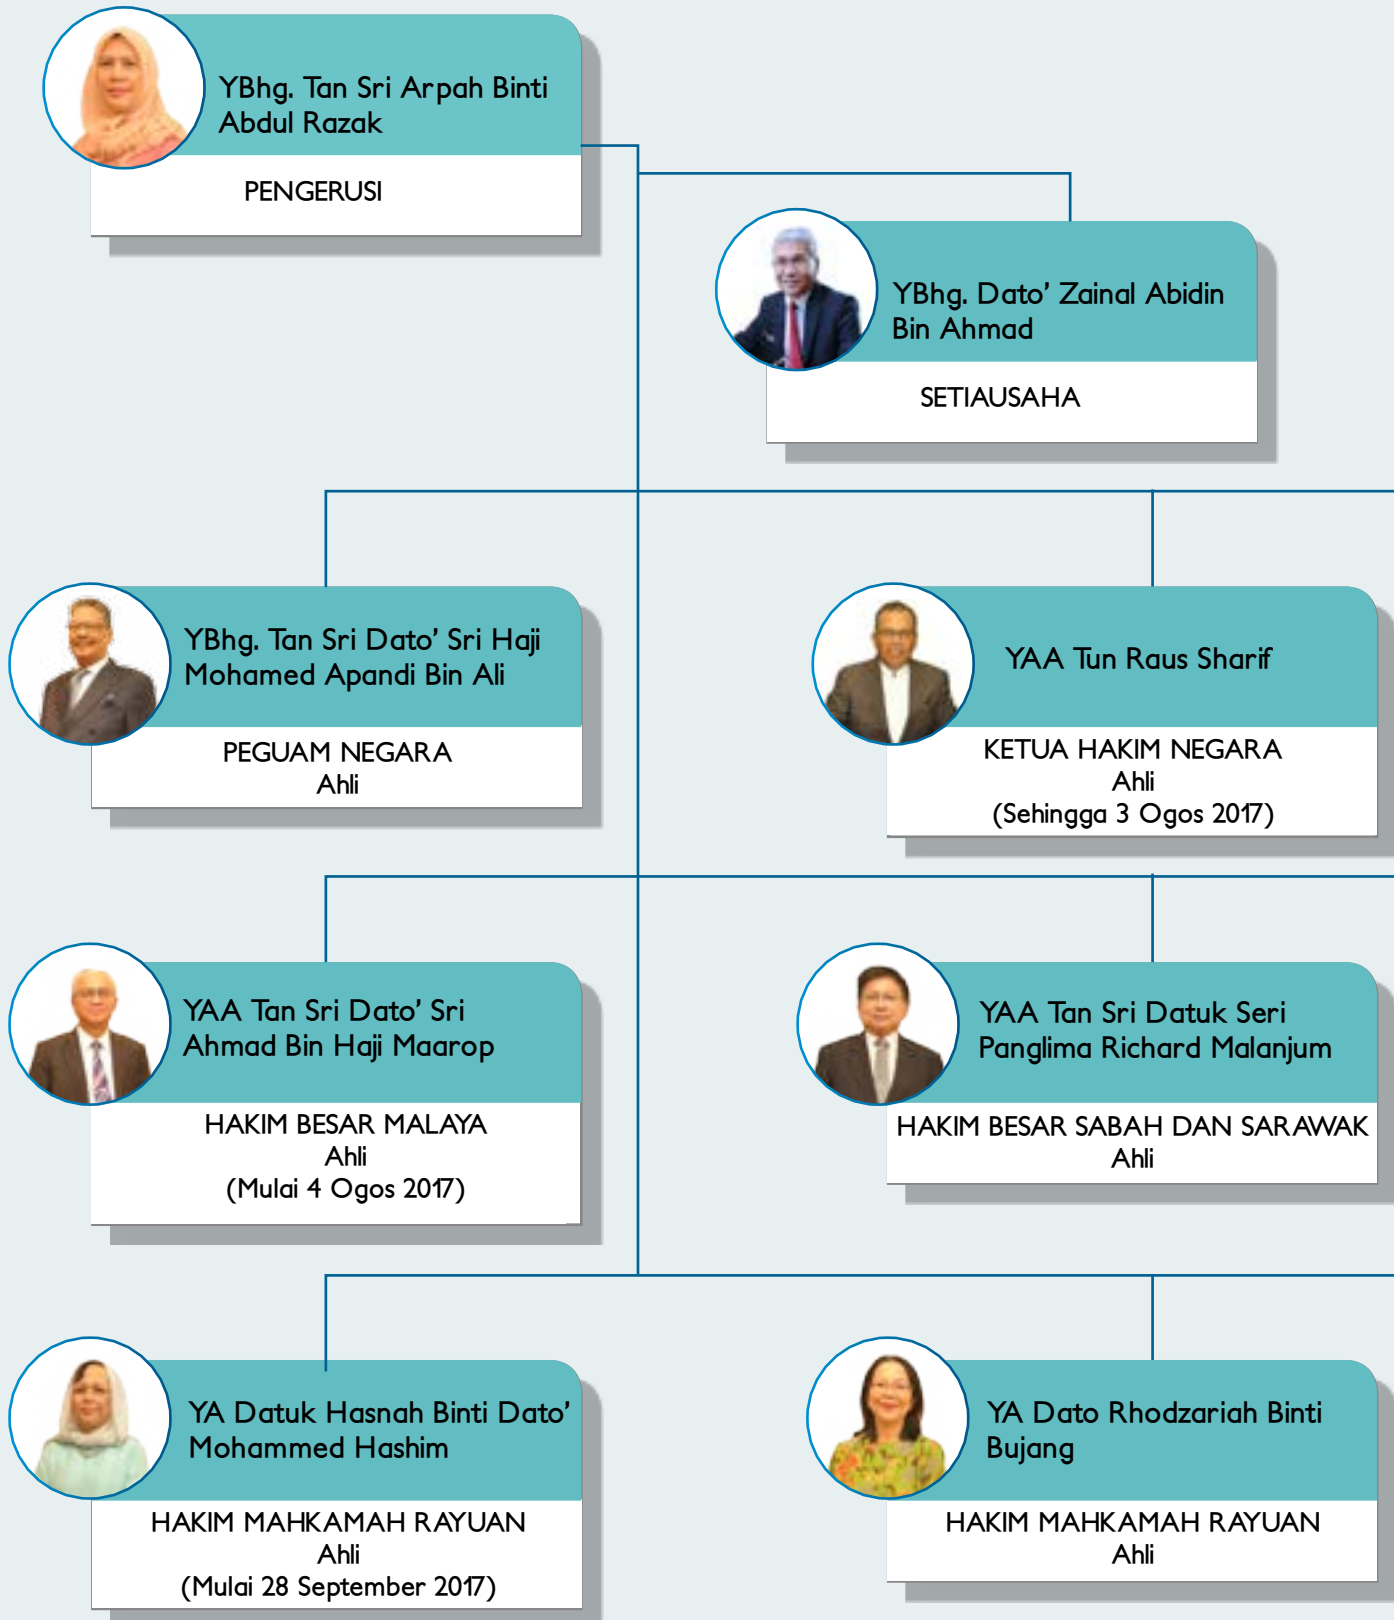 YBhg. Tan Sri Arpah Binti
Abdul Razak
PENGERUSI
YBhg. Dato’ Zainal Abidin
Bin Ahmad
SETIAUSAHA
YBhg. Tan Sri Dato’ Sri Haji
Mohamed Apandi Bin Ali
PEGUAM NEGARA
Ahli
YAA Tun Raus Sharif
KETUA HAKIM NEGARA
Ahli
(Sehingga 3 Ogos 2017)
YAA Tan Sri Dato’ Sri
Ahmad Bin Haji Maarop
HAKIM BESAR MALAYA
Ahli
(Mulai 4 Ogos 2017)
YAA Tan Sri Datuk Seri
Panglima Richard Malanjum
HAKIM BESAR SABAH DAN SARAWAK
Ahli
YA Datuk Hasnah Binti Dato’
Mohammed Hashim
HAKIM MAHKAMAH RAYUAN
Ahli
(Mulai 28 September 2017)
YA Dato Rhodzariah Binti
Bujang
HAKIM MAHKAMAH RAYUAN
Ahli